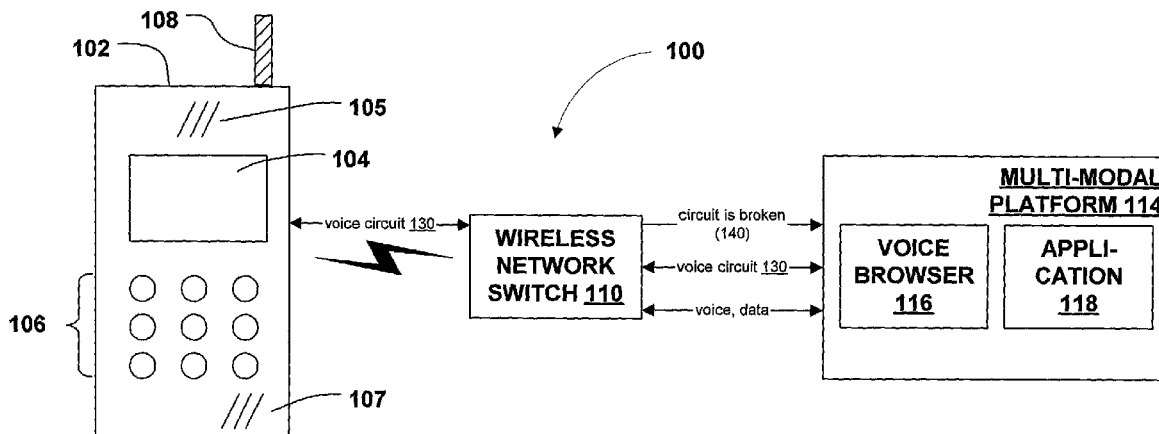 108
102
100
105
104
MULTI-MODAL
PLATFORM 114
voice circuit 130
circuit is broken
(140)
WIRELESS
NETWORK
SWITCH 110
VOICE
BROWSER
116
APPLI-
CATION
118
voice circuit 130
voice, data
106
107